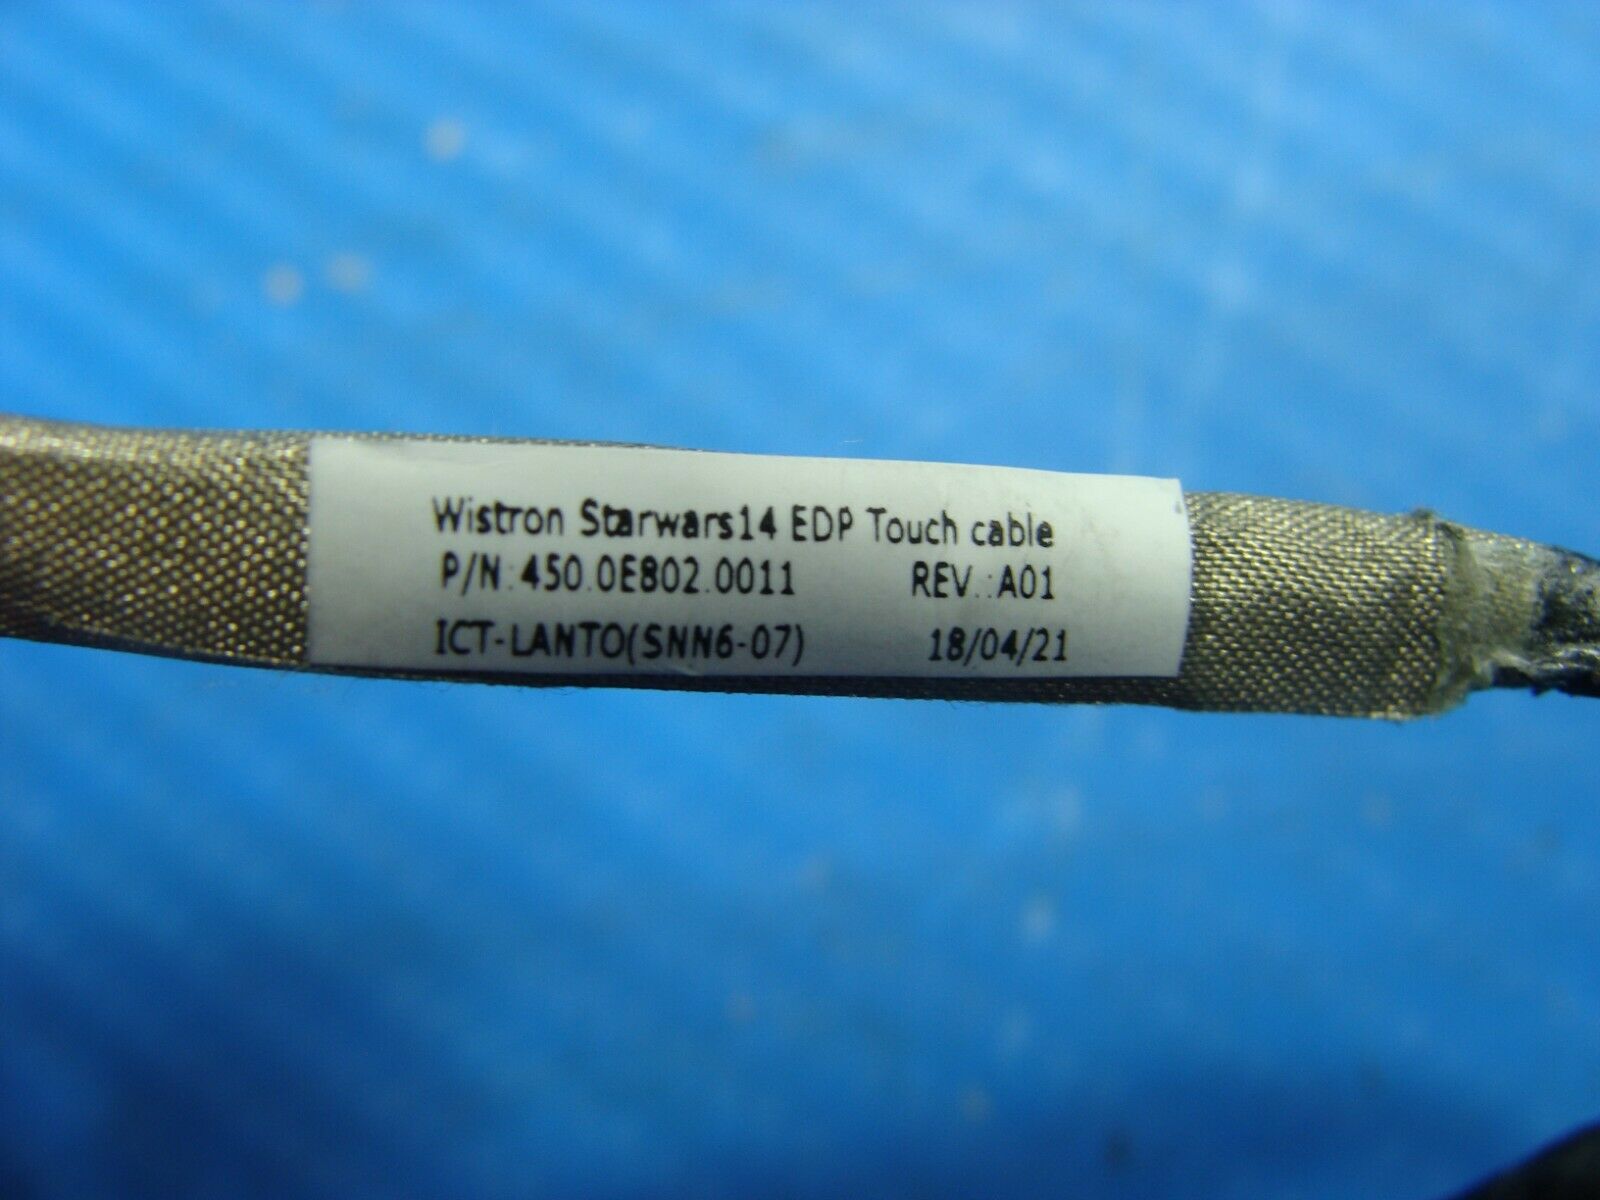 Wistron Starwars14 EDP Touch cable
P/N:450.0E802.0011 REV.:A01
ICT-LANTO(SNN6-07) 18/04/21